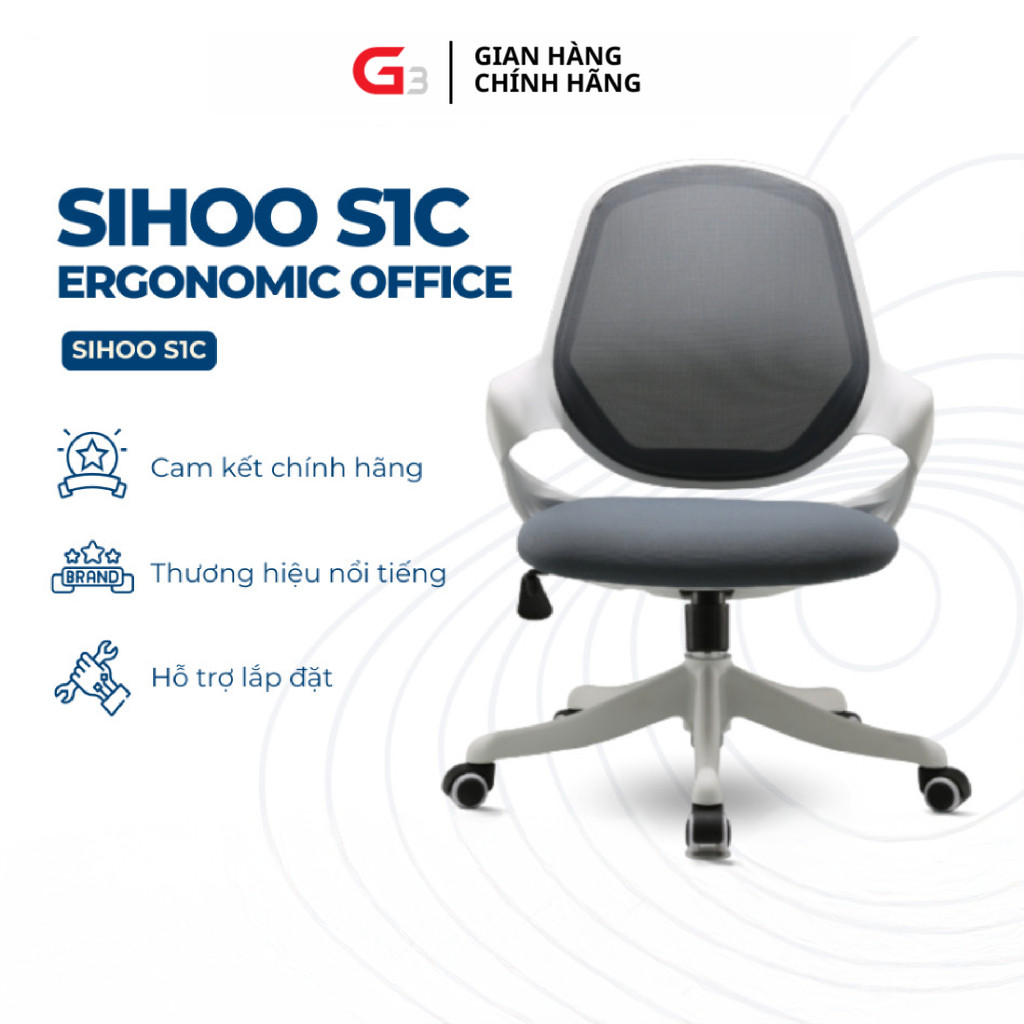 G3
GIAN HÀNG
CHÍNH HÃNG
SIHOO S1C
ERGONOMIC OFFICE
SIHOO S1C
Cam kết chính hãng
BRAND
Thương hiệu nổi tiếng
Hỗ trợ lắp đặt